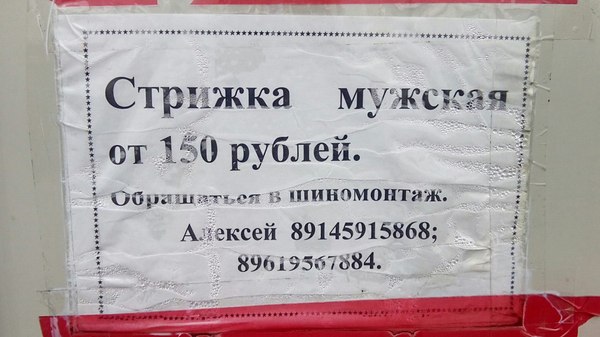 Стрижка мужская
от 150 рублей.
Обращаться в шиномонтаж.
Алексей 89145915868;
89619567884.